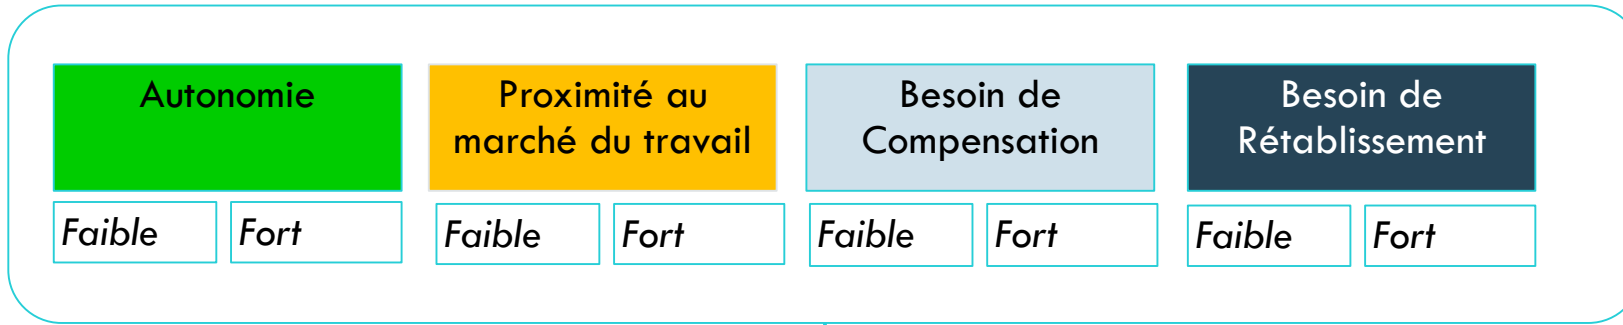 Autonomie
Proximité au
marché du travail
Besoin de
Compensation
Besoin de
Rétablissement
Faible
Fort
Faible
Fort
Faible
Fort
Faible
Fort